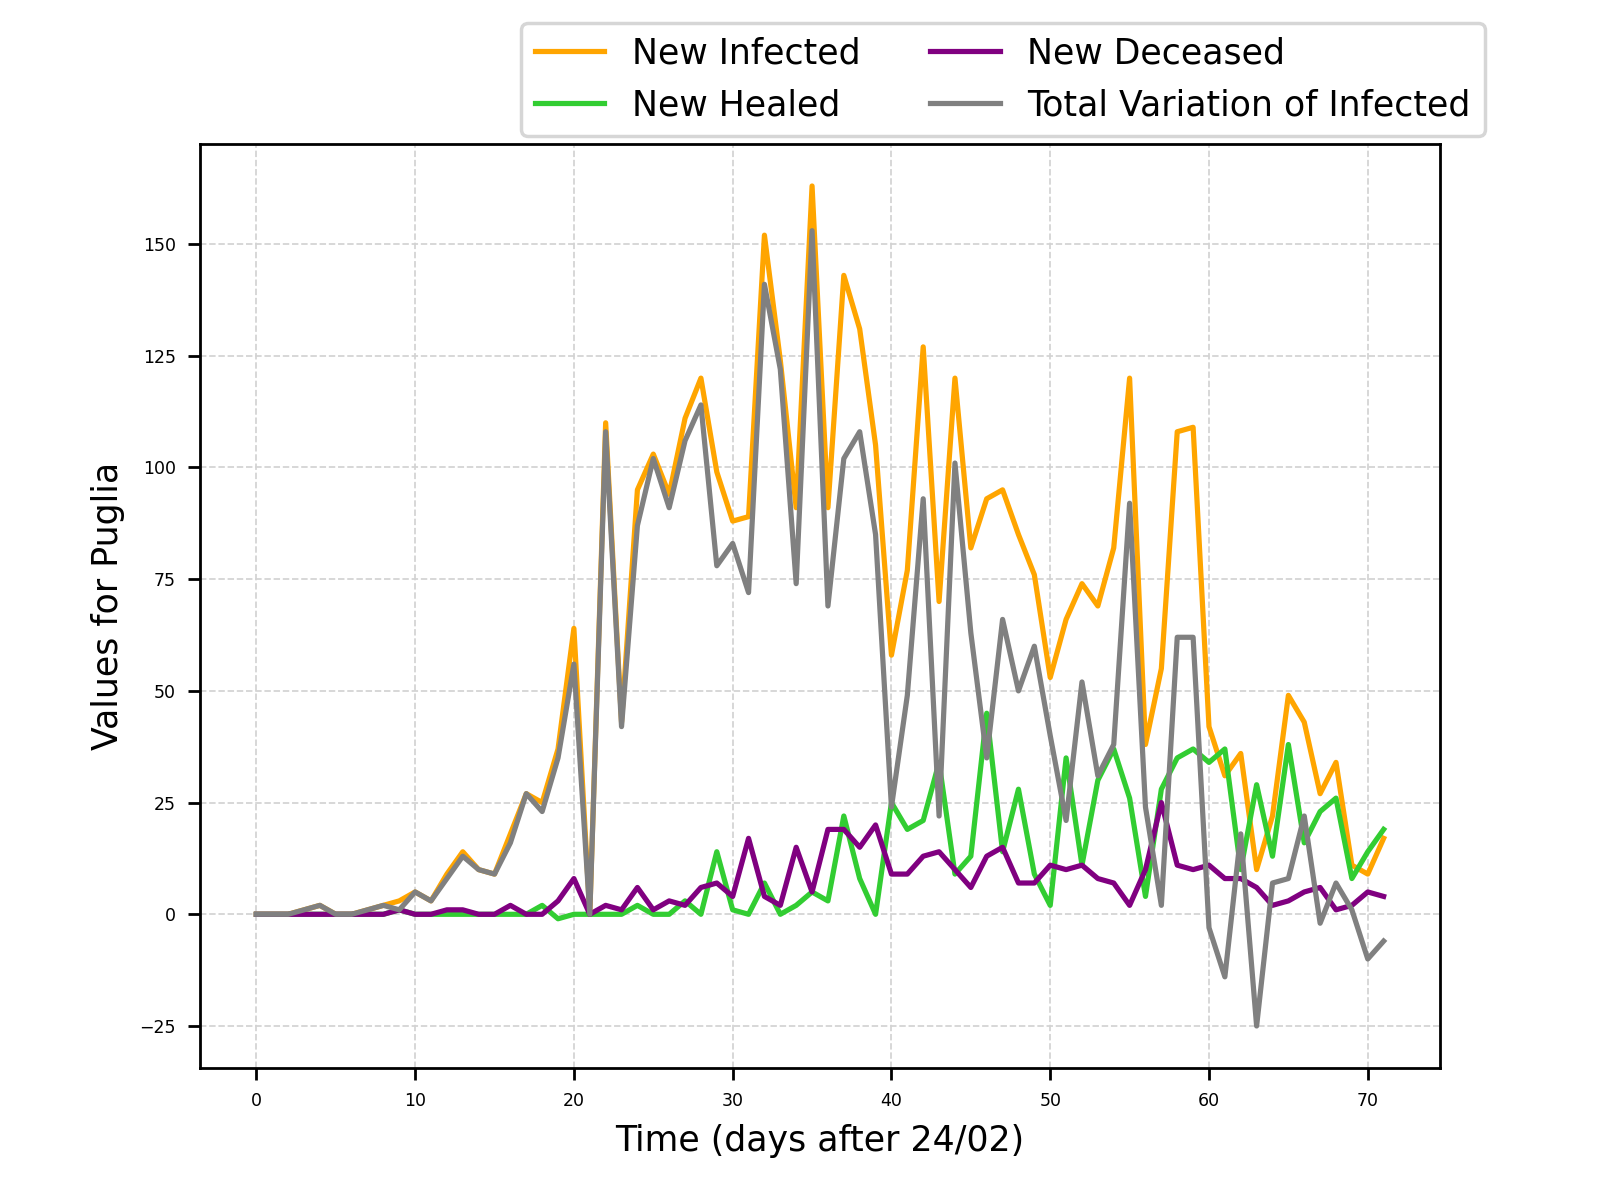 New Infected
New Healed
New Deceased
Total Variation of Infected
Values for Puglia
150
125
100
75
50
25
0
−25
0 10 20 30 40 50 60 70
Time (days after 24/02)